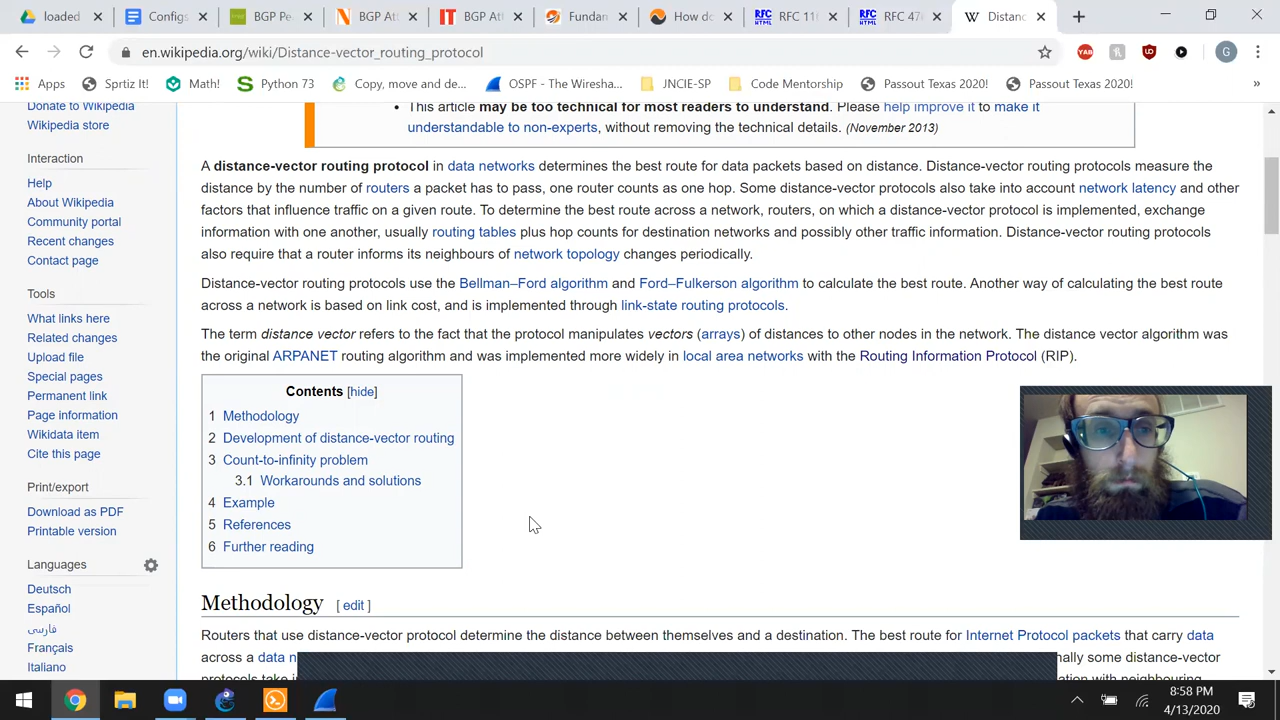 loaded
Configs
BGP Pe
BGP Att
BGP Att
Fundan
How do
RFC HTML RFC 11
RFC HTML RFC 47
W Distanc
en.wikipedia.org/wiki/Distance-vector_routing_protocol
YAB
G
Apps
Sprtiz It!
Math!
Python 73
Copy, move and de...
OSPF - The Wiresha...
JNCIE-SP
Code Mentorship
Passout Texas 2020!
Passout Texas 2020!
»
Donate to Wikipedia
Wikipedia store
Interaction
Help
About Wikipedia
Community portal
Recent changes
Contact page
Tools
What links here
Related changes
Upload file
Special pages
Permanent link
Page information
Wikidata item
Cite this page
Print/export
Download as PDF
Printable version
Languages
Deutsch
Español
فارسی
Français
Italiano
• This article may be too technical for most readers to understand. Please help improve it to make it
understandable to non-experts, without removing the technical details. (November 2013)
A distance-vector routing protocol in data networks determines the best route for data packets based on distance. Distance-vector routing protocols measure the
distance by the number of routers a packet has to pass, one router counts as one hop. Some distance-vector protocols also take into account network latency and other
factors that influence traffic on a given route. To determine the best route across a network, routers, on which a distance-vector protocol is implemented, exchange
information with one another, usually routing tables plus hop counts for destination networks and possibly other traffic information. Distance-vector routing protocols
also require that a router informs its neighbours of network topology changes periodically.
Distance-vector routing protocols use the Bellman–Ford algorithm and Ford–Fulkerson algorithm to calculate the best route. Another way of calculating the best route
across a network is based on link cost, and is implemented through link-state routing protocols.
The term distance vector refers to the fact that the protocol manipulates vectors (arrays) of distances to other nodes in the network. The distance vector algorithm was
the original ARPANET routing algorithm and was implemented more widely in local area networks with the Routing Information Protocol (RIP).
Contents [hide]
1 Methodology
2 Development of distance-vector routing
3 Count-to-infinity problem
3.1 Workarounds and solutions
4 Example
5 References
6 Further reading
Methodology [ edit ]
Routers that use distance-vector protocol determine the distance between themselves and a destination. The best route for Internet Protocol packets that carry data
across a data n
nally some distance-vector
protocols take i
ation with neighbouring
8:58 PM
4/13/2020